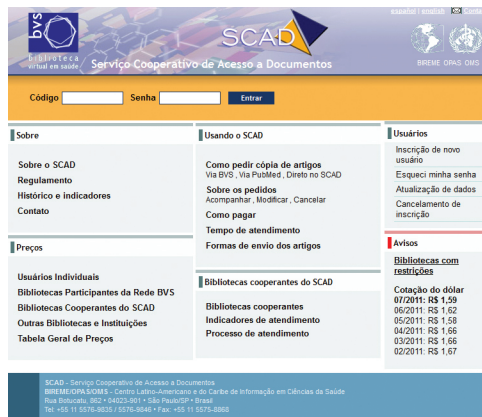 español | english
bvs
biblioteca
virtual em saúde
SCAD
Serviço Cooperativo de Acesso a Documentos
BIREME OPAS OMS
Código
Senha
Entrar
Sobre
Sobre o SCAD
Regulamento
Histórico e indicadores
Contato
Preços
Usuários Individuais
Bibliotecas Participantes da Rede BVS
Bibliotecas Cooperantes do SCAD
Outras Bibliotecas e Instituições
Tabela Geral de Preços
Usando o SCAD
Como pedir cópia de artigos
Via BVS , Via PubMed , Direto no SCAD
Sobre os pedidos
Acompanhar , Modificar , Cancelar
Como pagar
Tempo de atendimento
Formas de envio dos artigos
Bibliotecas cooperantes do SCAD
Bibliotecas cooperantes
Indicadores de atendimento
Processo de atendimento
Usuários
Inscrição de novo
usuário
Esqueci minha senha
Atualização de dados
Cancelamento de
inscrição
Avisos
Bibliotecas com
restrições
Cotação do dólar
07/2011: R$ 1,59
06/2011: R$ 1,62
05/2011: R$ 1,58
04/2011: R$ 1,66
03/2011: R$ 1,66
02/2011: R$ 1,67
SCAD - Serviço Cooperativo de Acesso a Documentos
BIREME/OPAS/OMS - Centro Latino-Americano e do Caribe de Informação em Ciências da Saúde
Rua Botucatu, 862 • 04023-901 • São Paulo/SP • Brasil
Tel: +55 11 5576-9835 / 5576-9846 • Fax: +55 11 5575-8868